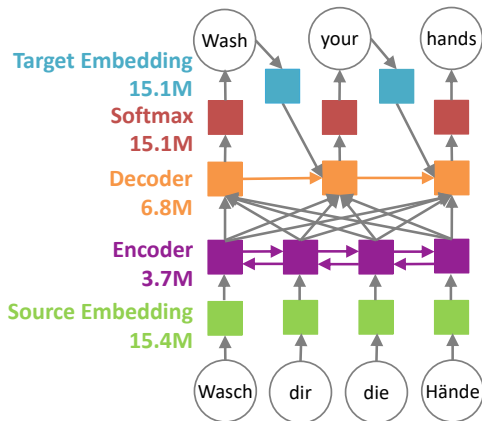 Wash your hands
Target Embedding
15.1M
Softmax
15.1M
Decoder
6.8M
Encoder
3.7M
Source Embedding
15.4M
Wasch dir die Hände